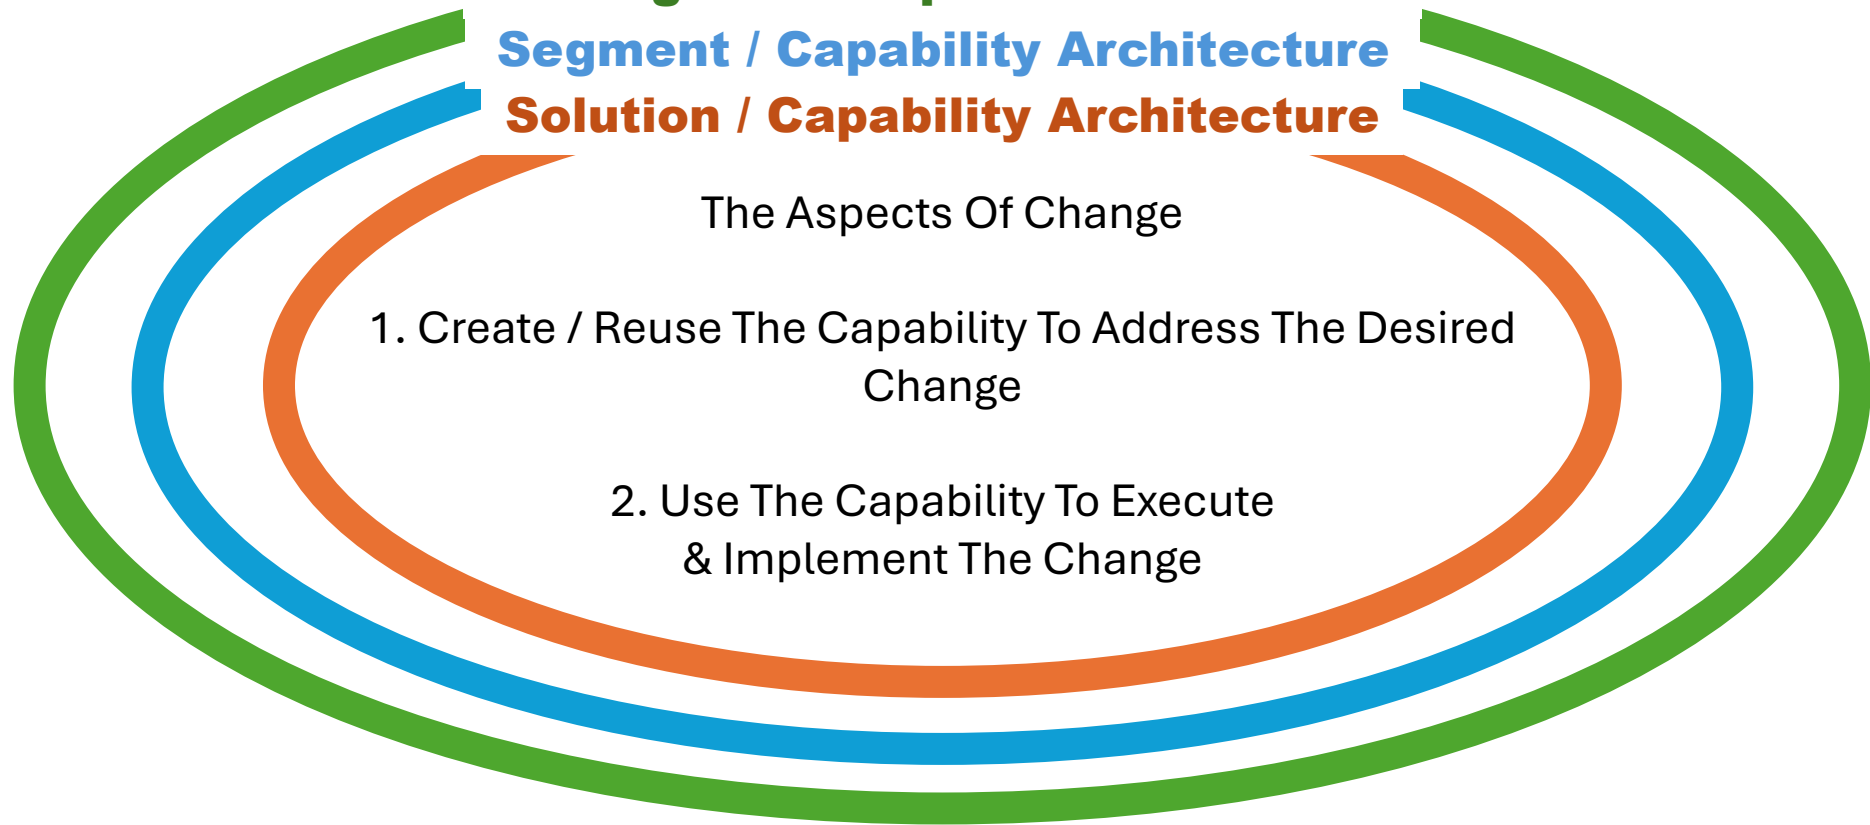 Segment / Capability Architecture
Solution / Capability Architecture
The Aspects Of Change
1. Create / Reuse The Capability To Address The Desired
Change
2. Use The Capability To Execute
& Implement The Change